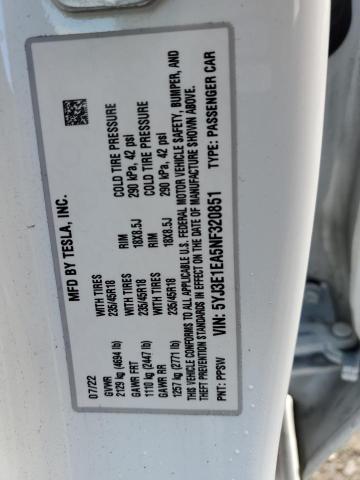 MFD BY TESLA, INC.
07/22 WITH TIRES RIM COLD TIRE PRESSURE
GVWR 235/45R18 18X8.5J 290 kPa, 42 psi
2129 kg (4694 lb)
GAWR FRT WITH TIRES RIM COLD TIRE PRESSURE
1110 kg (2447 lb) 235/45R18 18X8.5J 290 kPa, 42 psi
GAWR RR
1257 kg (2771 lb)
THIS VEHICLE CONFORMS TO ALL APPLICABLE U.S. FEDERAL MOTOR VEHICLE SAFETY, BUMPER, AND
THEFT PREVENTION STANDARDS IN EFFECT ON THE DATE OF MANUFACTURE SHOWN ABOVE.
VIN: 5YJ3E1EA5NF320851 TYPE: PASSENGER CAR
PNT: PPSW